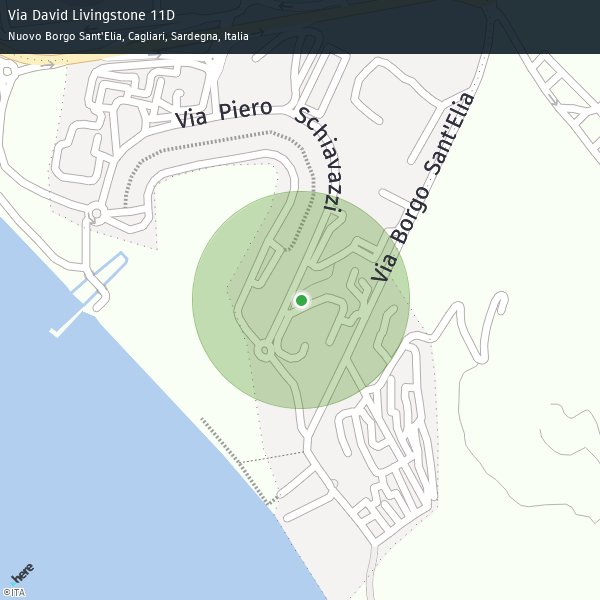 Via David Livingstone 11D
Nuovo Borgo Sant'Elia, Cagliari, Sardegna, Italia
Via Piero Schiavazzi
Via Borgo Sant'Elia
here
©ITA